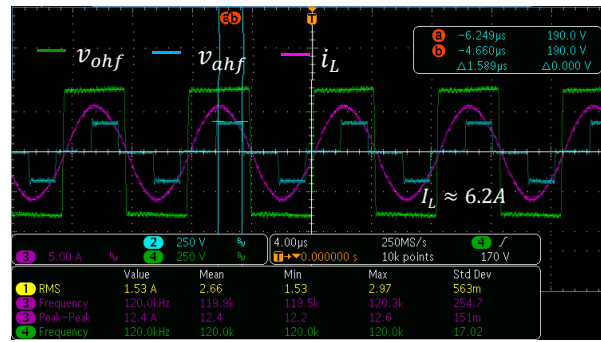 a b
T
v_ohf v_ahf i_L
a −6.249µs 190.0 V
b −4.660µs 190.0 V
Δ1.589µs Δ0.000 V
I_L ≈ 6.2A
2 250 V B_W
3 5.00 A B_W 4 250 V B_W
4.00µs 250MS/s 4
T→▼0.000000 s 10k points 170 V
Value Mean Min Max Std Dev
1 RMS 1.53 A 2.66 1.53 2.97 563m
3 Frequency 120.0kHz 119.9k 119.5k 120.3k 254.7
3 Peak−Peak 12.4 A 12.4 12.2 12.6 151m
4 Frequency 120.0kHz 120.0k 120.0k 120.0k 17.02